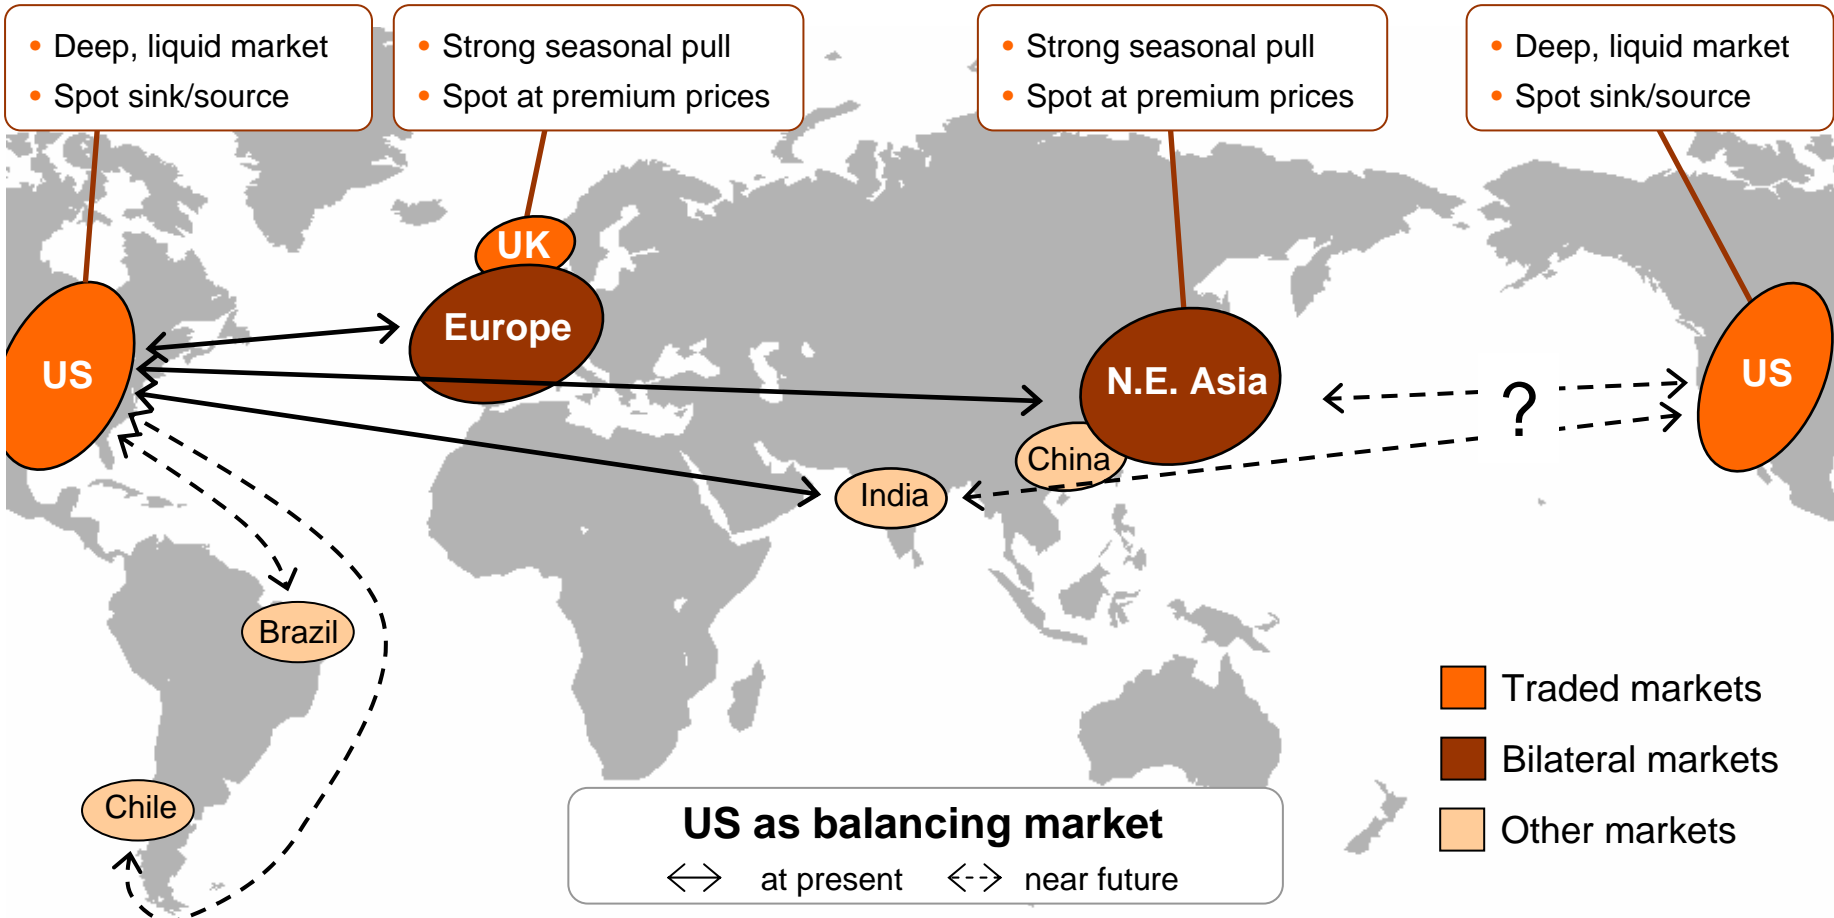 • Deep, liquid market
• Spot sink/source
• Strong seasonal pull
• Spot at premium prices
• Strong seasonal pull
• Spot at premium prices
• Deep, liquid market
• Spot sink/source
UK
Europe
US
N.E. Asia
US
?
China
India
Brazil
Chile
Traded markets
Bilateral markets
Other markets
US as balancing market
at present
near future